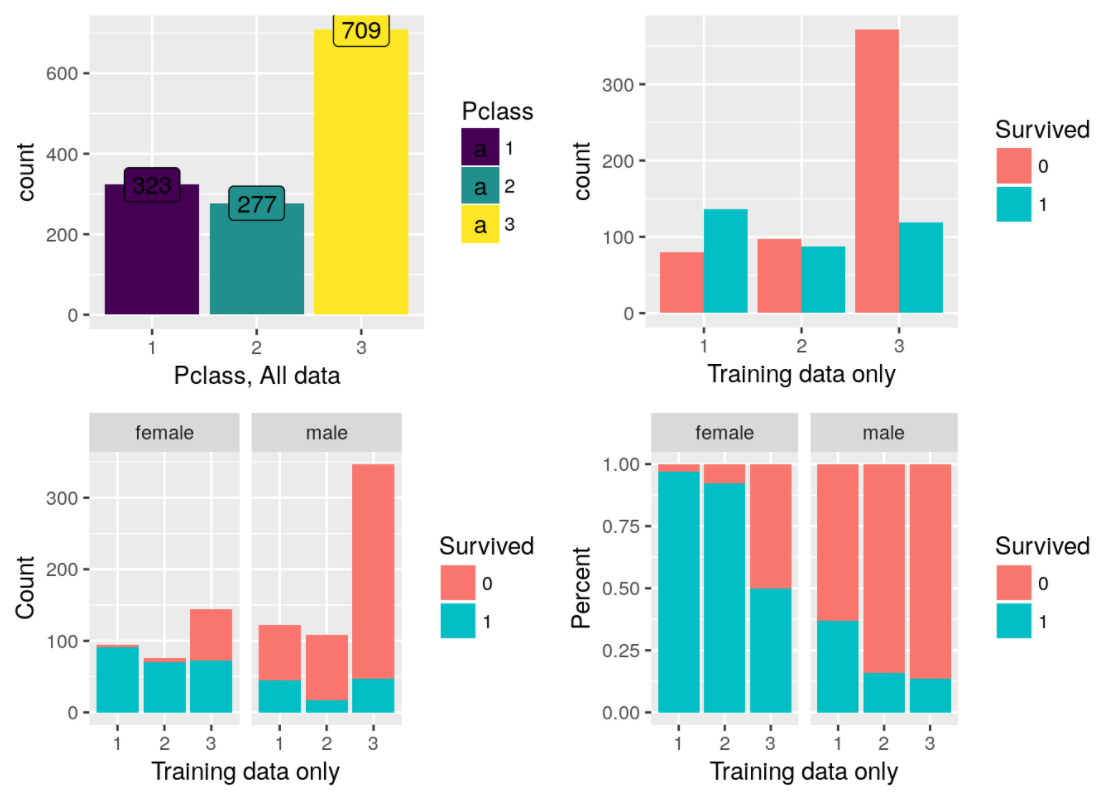 709
600
400
200
0
count
323
277
1 2 3
Pclass, All data
Pclass
a 1
a 2
a 3
300
200
100
0
count
1 2 3
Training data only
Survived
0
1
female male
300
200
100
0
Count
1 2 3 1 2 3
Training data only
Survived
0
1
female male
1.00
0.75
0.50
0.25
0.00
Percent
1 2 3 1 2 3
Training data only
Survived
0
1